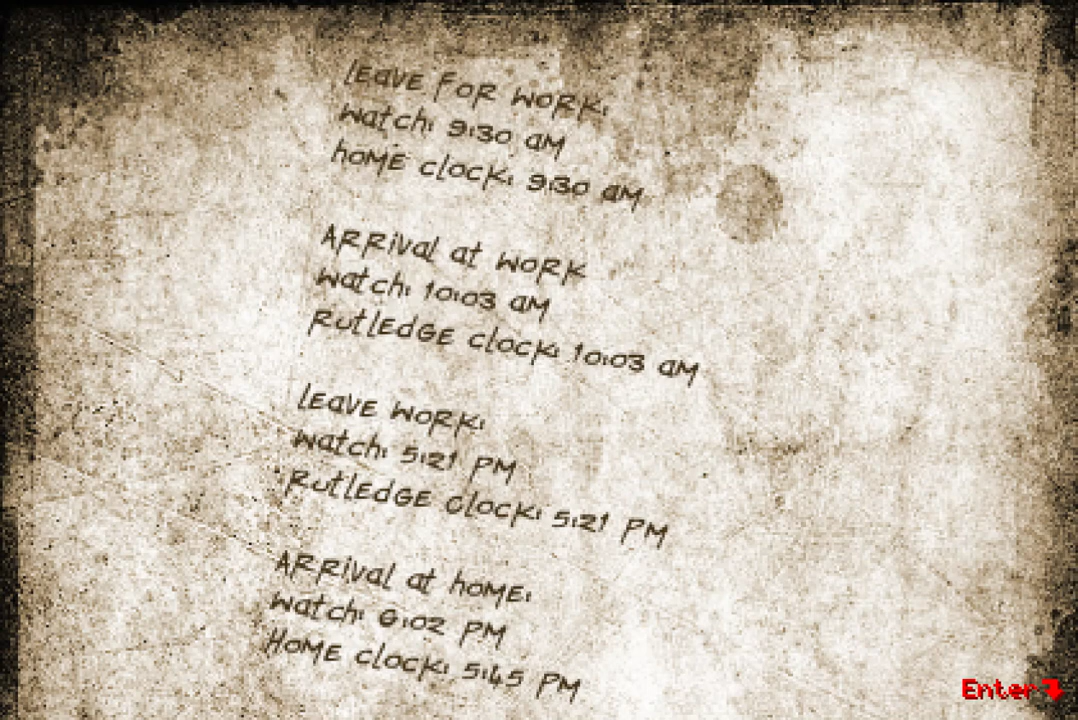 leave for work:
watch: 9:30 am
home clock: 9:30 am
Arrival at work
watch: 10:03 am
Rutledge clock: 10:03 am
leave work:
watch: 5:21 PM
Rutledge clock: 5:21 PM
Arrival at home:
watch: 6:02 PM
Home clock: 5:45 PM
Enter